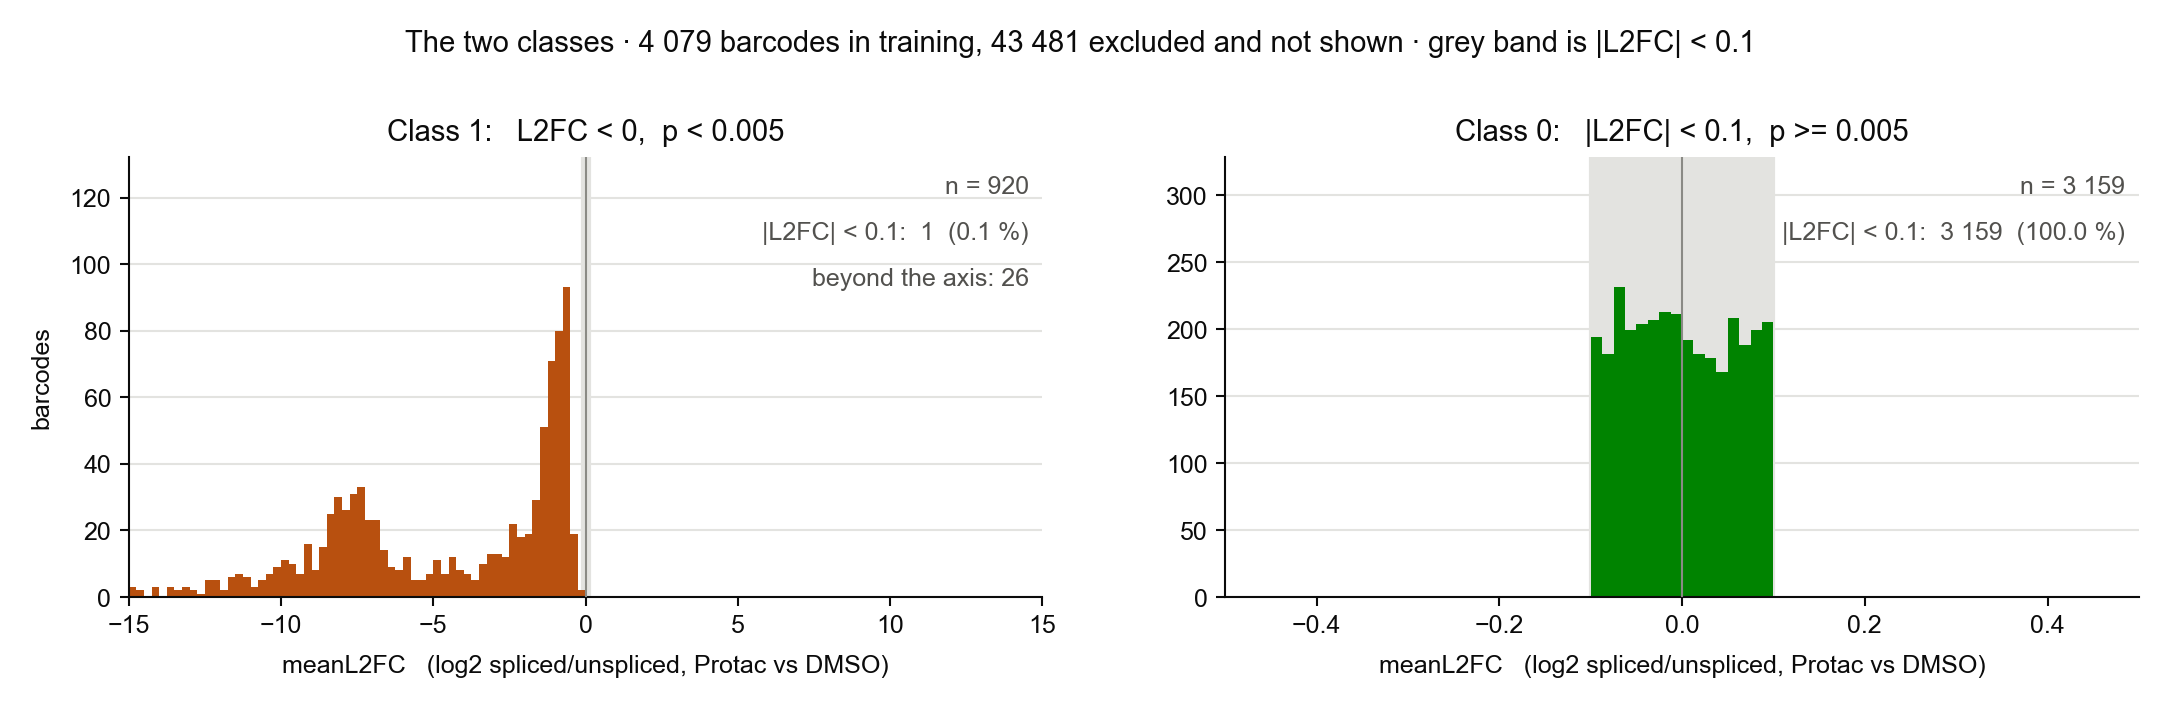 The two classes · 4 079 barcodes in training, 43 481 excluded and not shown · grey band is |L2FC| < 0.1
Class 1:   L2FC < 0,  p < 0.005
n = 920
|L2FC| < 0.1:  1  (0.1 %)
beyond the axis: 26
barcodes
120
100
80
60
40
20
0
−15
−10
−5
0
5
10
15
meanL2FC   (log2 spliced/unspliced, Protac vs DMSO)
Class 0:   |L2FC| < 0.1,  p >= 0.005
n = 3 159
|L2FC| < 0.1:  3 159  (100.0 %)
300
250
200
150
100
50
0
−0.4
−0.2
0.0
0.2
0.4
meanL2FC   (log2 spliced/unspliced, Protac vs DMSO)